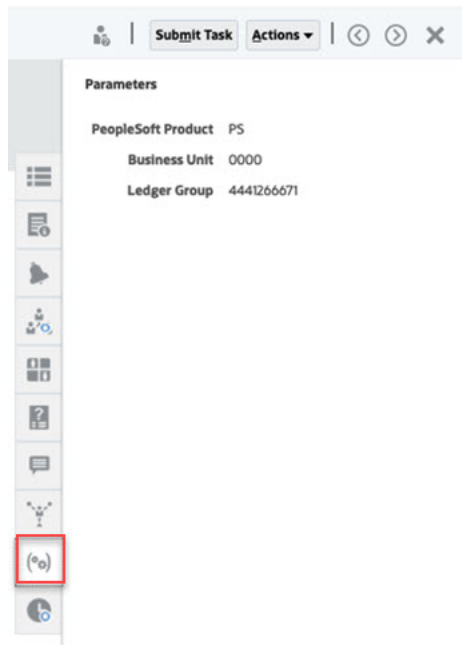 Submit Task Actions
Parameters
PeopleSoft Product PS
Business Unit 0000
Ledger Group 4441266671